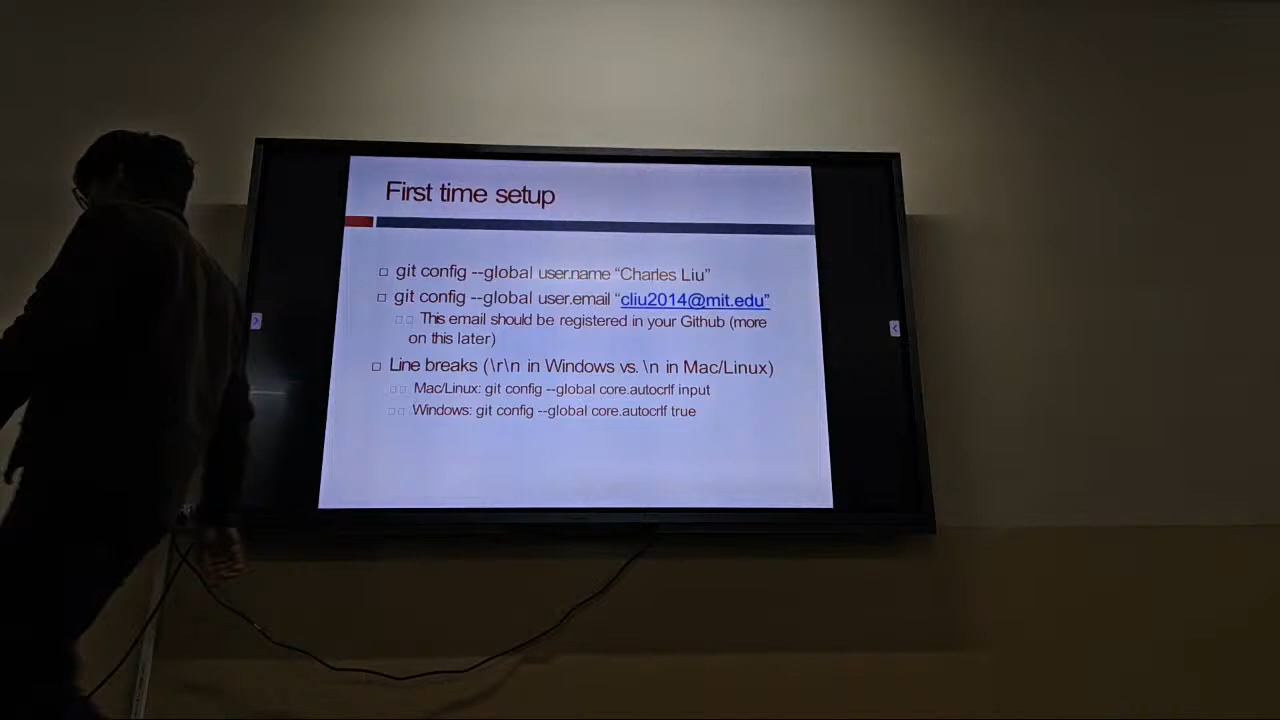 First time setup
git config --global user.name “Charles Liu”
git config --global user.email “cliu2014@mit.edu”
This email should be registered in your Github (more
on this later)
Line breaks (\r\n in Windows vs. \n in Mac/Linux)
Mac/Linux: git config --global core.autocrlf input
Windows: git config --global core.autocrlf true